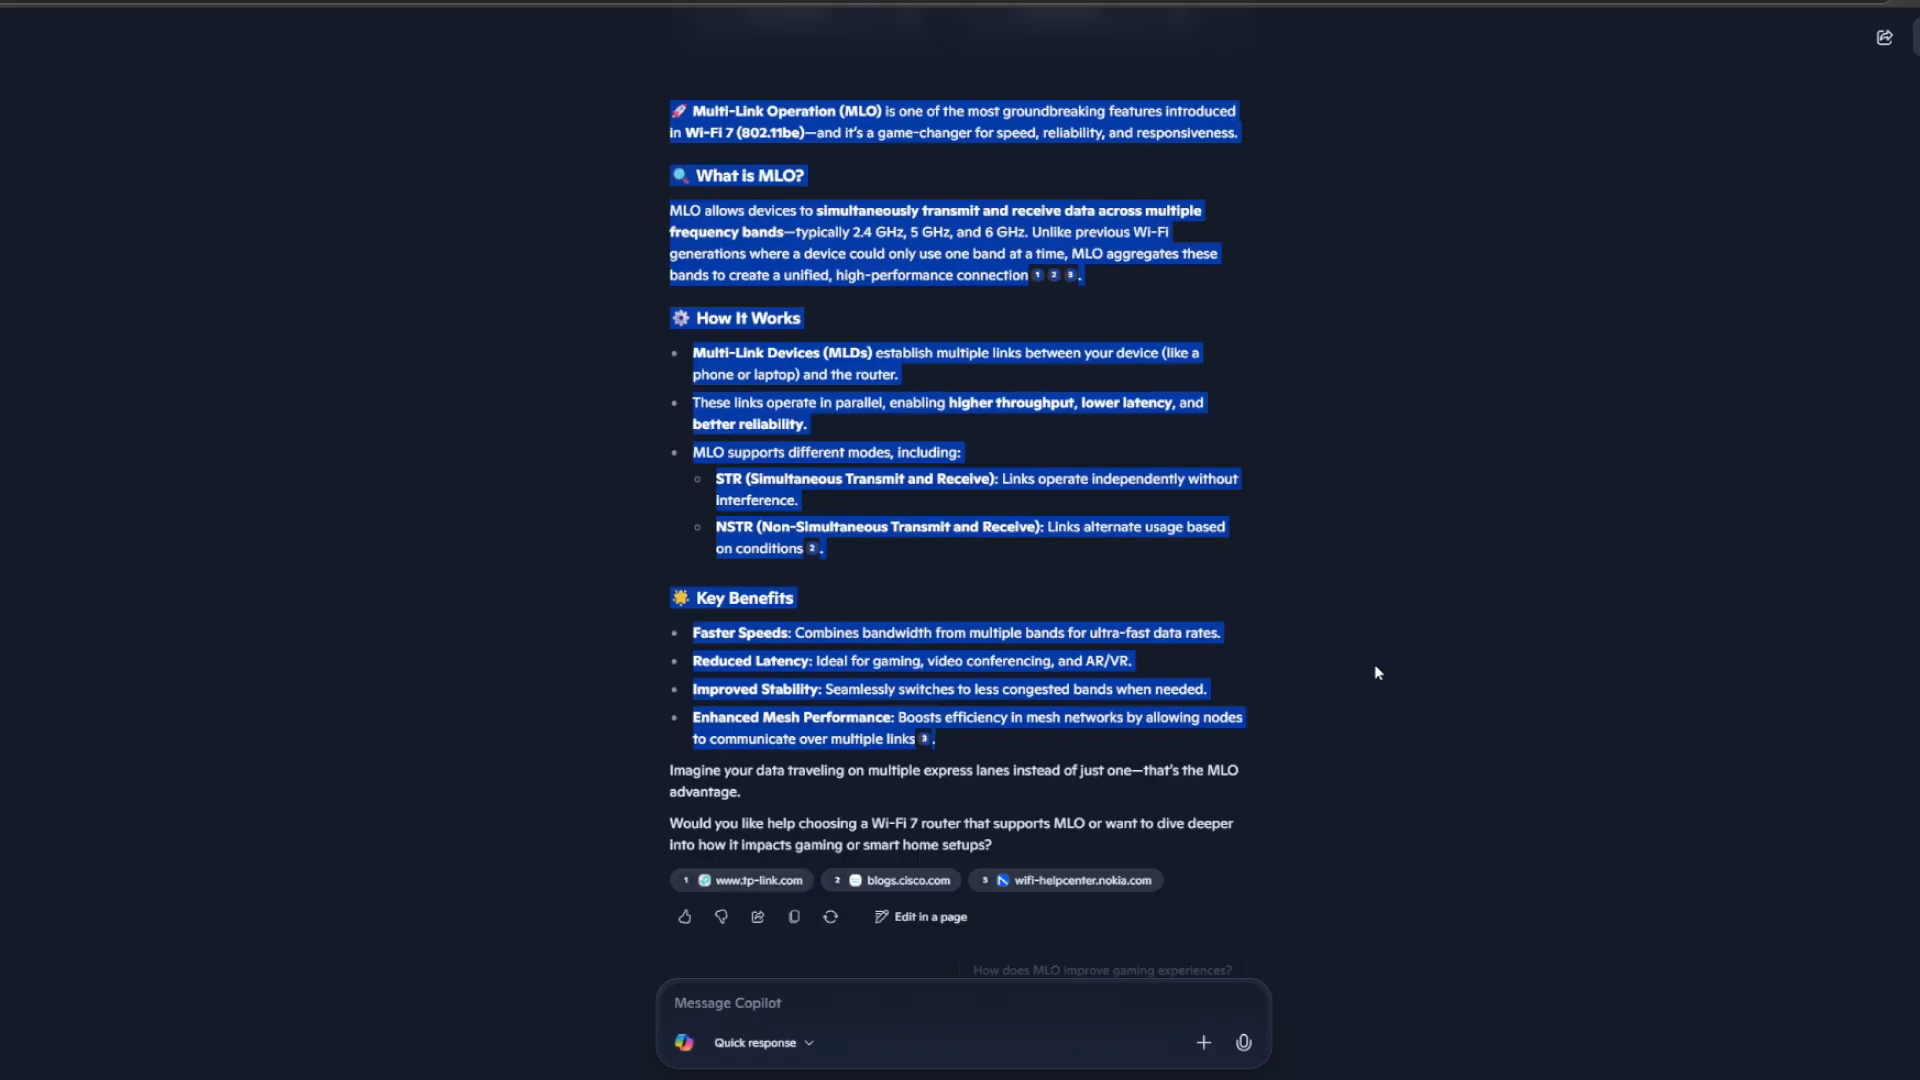 🚀 Multi-Link Operation (MLO) is one of the most groundbreaking features introduced
in Wi-Fi 7 (802.11be)—and it's a game-changer for speed, reliability, and responsiveness.
🔍 What is MLO?
MLO allows devices to simultaneously transmit and receive data across multiple
frequency bands—typically 2.4 GHz, 5 GHz, and 6 GHz. Unlike previous Wi-Fi
generations where a device could only use one band at a time, MLO aggregates these
bands to create a unified, high-performance connection 1 2 3 .
⚙️ How It Works
• Multi-Link Devices (MLDs) establish multiple links between your device (like a
phone or laptop) and the router.
• These links operate in parallel, enabling higher throughput, lower latency, and
better reliability.
• MLO supports different modes, including:
○ STR (Simultaneous Transmit and Receive): Links operate independently without
interference.
○ NSTR (Non-Simultaneous Transmit and Receive): Links alternate usage based
on conditions 2 .
🌟 Key Benefits
• Faster Speeds: Combines bandwidth from multiple bands for ultra-fast data rates.
• Reduced Latency: Ideal for gaming, video conferencing, and AR/VR.
• Improved Stability: Seamlessly switches to less congested bands when needed.
• Enhanced Mesh Performance: Boosts efficiency in mesh networks by allowing nodes
to communicate over multiple links 3 .
Imagine your data traveling on multiple express lanes instead of just one—that's the MLO
advantage.
Would you like help choosing a Wi-Fi 7 router that supports MLO or want to dive deeper
into how it impacts gaming or smart home setups?
1 www.tp-link.com 2 blogs.cisco.com 3 wifi-helpcenter.nokia.com
Edit in a page
How does MLO improve gaming experiences?
Message Copilot
Quick response